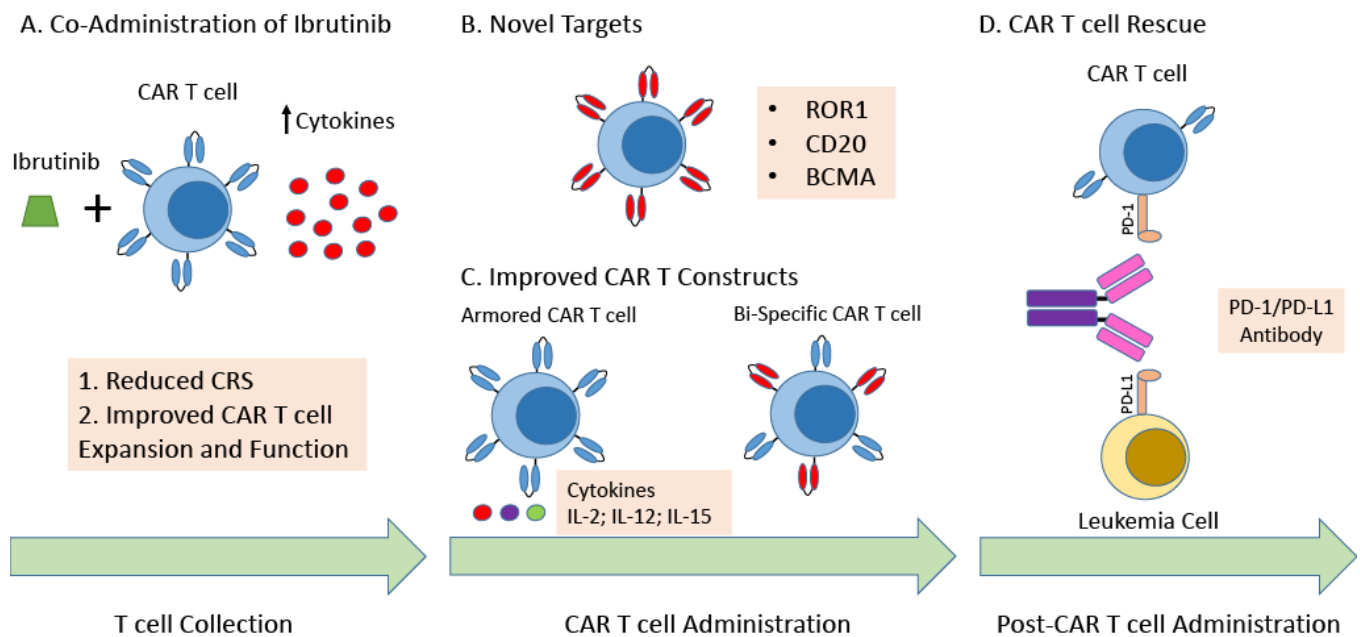 A. Co-Administration of Ibrutinib
CAR T cell
Cytokines
Ibrutinib
1. Reduced CRS
2. Improved CAR T cell
Expansion and Function
T cell Collection
B. Novel Targets
• ROR1
• CD20
• BCMA
C. Improved CAR T Constructs
Armored CAR T cell
Bi-Specific CAR T cell
Cytokines
IL-2; IL-12; IL-15
CAR T cell Administration
D. CAR T cell Rescue
CAR T cell
PD-1
PD-1/PD-L1
Antibody
PD-L1
Leukemia Cell
Post-CAR T cell Administration